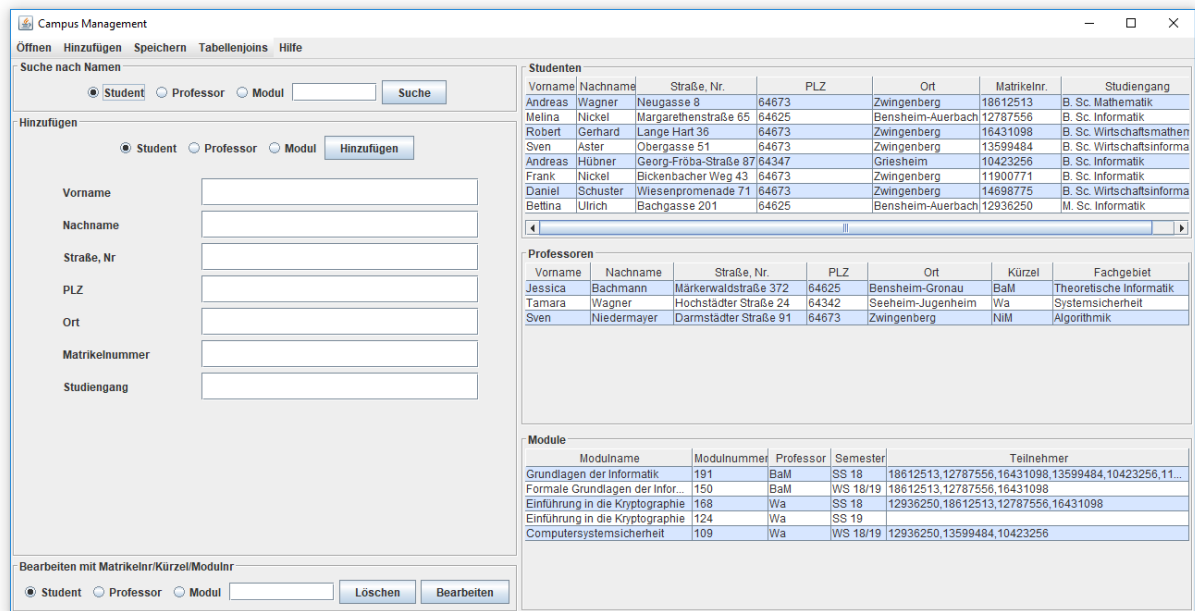 Campus Management
Öffnen Hinzufügen Speichern Tabellenjoins Hilfe
Suche nach Namen
Student Professor Modul Suche
Hinzufügen
Student Professor Modul Hinzufügen
Vorname
Nachname
Straße, Nr
PLZ
Ort
Matrikelnummer
Studiengang
Bearbeiten mit Matrikelnr/Kürzel/Modulnr
Student Professor Modul Löschen Bearbeiten
Studenten
Vorname Nachname Straße, Nr. PLZ Ort Matrikelnr. Studiengang
Andreas Wagner Neugasse 8 64673 Zwingenberg 18612513 B. Sc. Mathematik
Melina Nickel Margarethenstraße 65 64625 Bensheim-Auerbach 12787556 B. Sc. Informatik
Robert Gerhard Lange Hart 36 64673 Zwingenberg 16431098 B. Sc. Wirtschaftsmathem
Sven Aster Obergasse 51 64673 Zwingenberg 13599484 B. Sc. Wirtschaftsinforma
Andreas Hübner Georg-Fröba-Straße 87 64347 Griesheim 10423256 B. Sc. Informatik
Frank Nickel Bickenbacher Weg 43 64673 Zwingenberg 11900771 B. Sc. Informatik
Daniel Schuster Wiesenpromenade 71 64673 Zwingenberg 14698775 B. Sc. Wirtschaftsinforma
Bettina Ulrich Bachgasse 201 64625 Bensheim-Auerbach 12936250 M. Sc. Informatik
Professoren
Vorname Nachname Straße, Nr. PLZ Ort Kürzel Fachgebiet
Jessica Bachmann Märkerwaldstraße 372 64625 Bensheim-Gronau BaM Theoretische Informatik
Tamara Wagner Hochstädter Straße 24 64342 Seeheim-Jugenheim Wa Systemsicherheit
Sven Niedermayer Darmstädter Straße 91 64673 Zwingenberg NiM Algorithmik
Module
Modulname Modulnummer Professor Semester Teilnehmer
Grundlagen der Informatik 191 BaM SS 18 18612513,12787556,16431098,13599484,10423256,11...
Formale Grundlagen der Infor... 150 BaM WS 18/19 18612513,12787556,16431098
Einführung in die Kryptographie 168 Wa SS 18 12936250,18612513,12787556,16431098
Einführung in die Kryptographie 124 Wa SS 19
Computersystemsicherheit 109 Wa WS 18/19 12936250,13599484,10423256